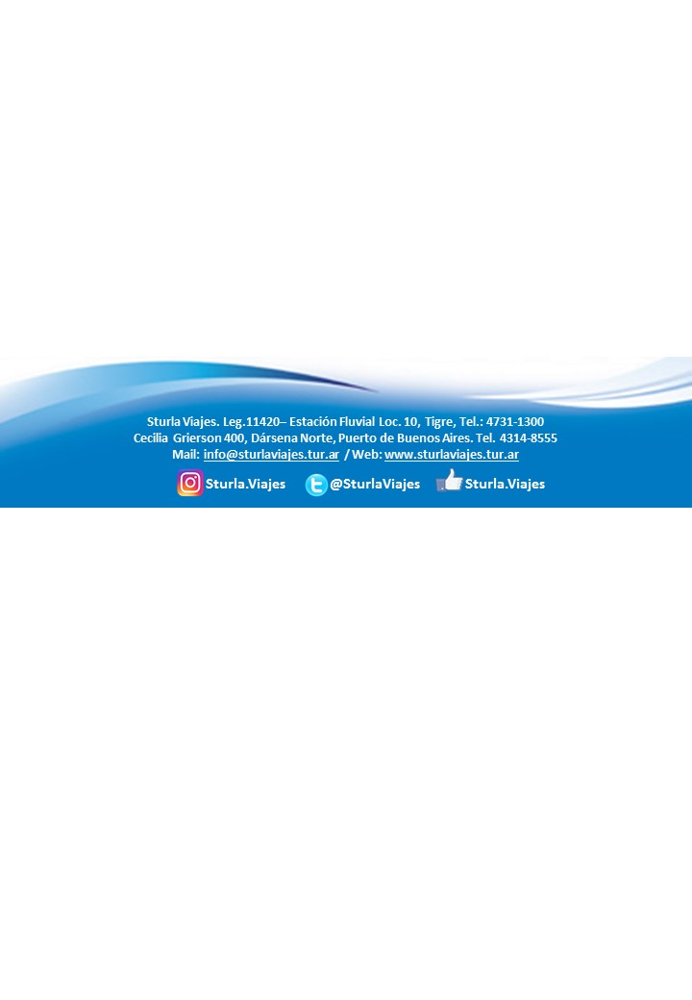 Sturla Viajes. Leg.11420– Estación Fluvial Loc. 10, Tigre, Tel.: 4731-1300
Cecilia Grierson 400, Dársena Norte, Puerto de Buenos Aires. Tel. 4314-8555
Mail: info@sturlaviajes.tur.ar / Web: www.sturlaviajes.tur.ar
Sturla.Viajes @SturlaViajes Sturla.Viajes